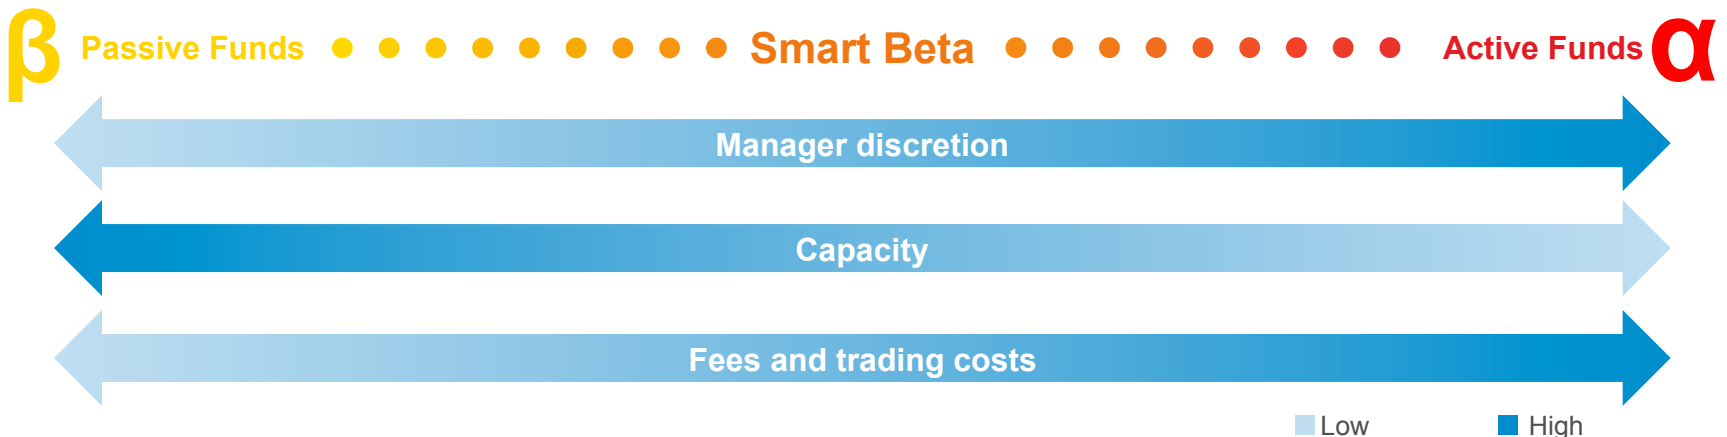 β Passive Funds Smart Beta Active Funds α
Manager discretion
Capacity
Fees and trading costs
Low High